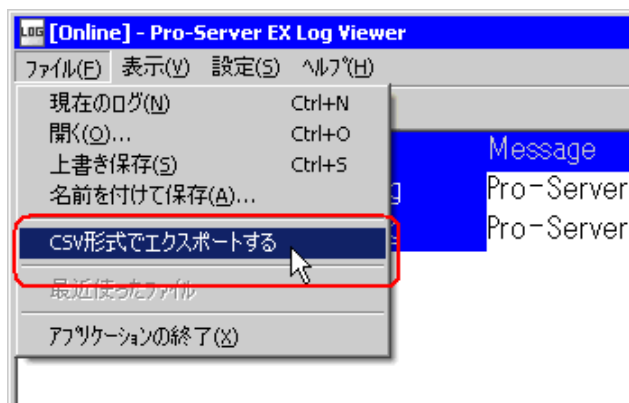 LOG [Online] - Pro-Server EX Log Viewer
ファイル(F) 表示(V) 設定(S) ヘルプ(H)
現在のログ(N) Ctrl+N
開く(O)... Ctrl+O
上書き保存(S) Ctrl+S
名前を付けて保存(A)...
CSV形式でエクスポートする
最近使ったファイル
アプリケーションの終了(X)
Message
g Pro-Server
Pro-Server